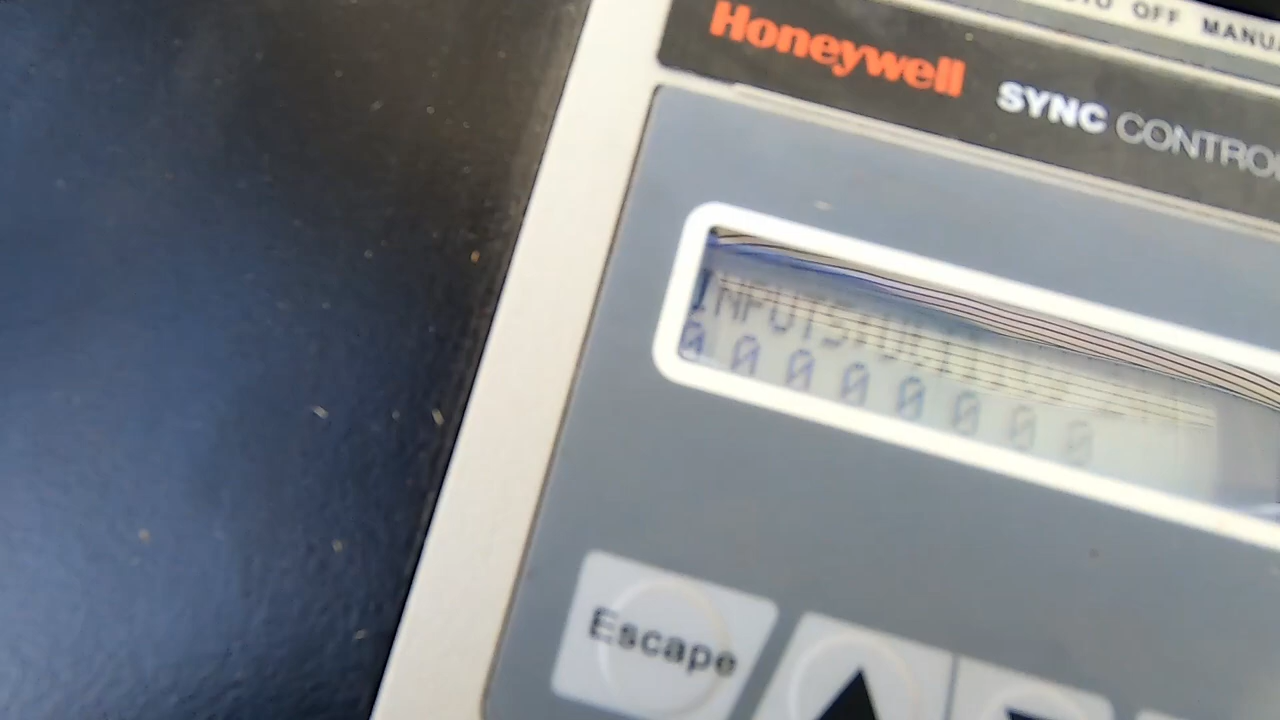 OFF MANUA
Honeywell
SYNC CONTRO
INPUTS
0 0 0 0 0 0 0 0
Escape